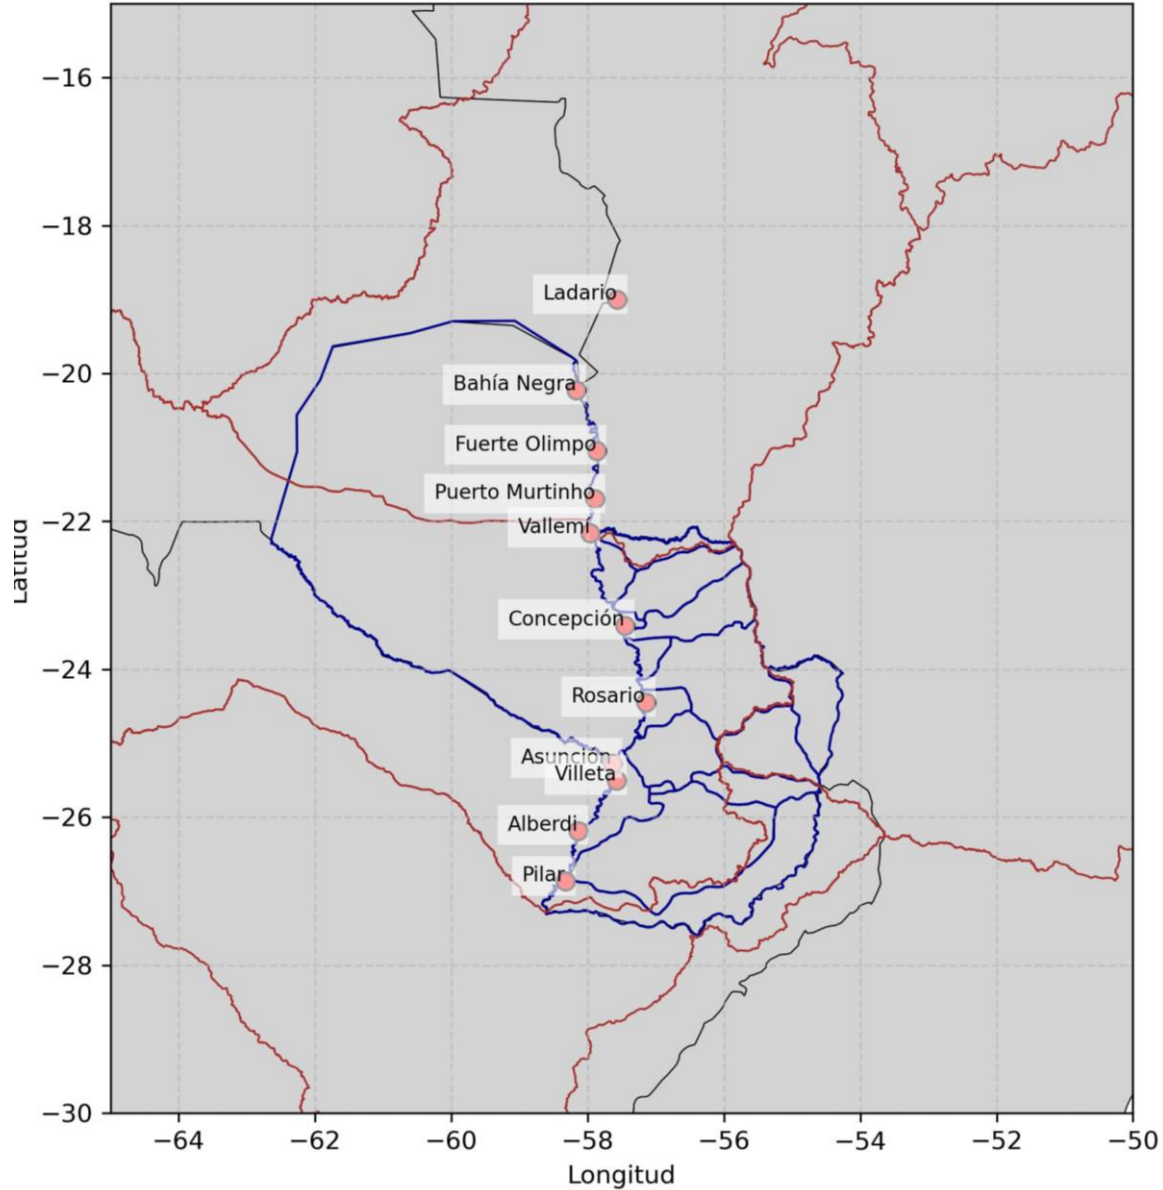 −16
−18
−20
−22
−24
−26
−28
−30
Latitud
Ladario
Bahía Negra
Fuerte Olimpo
Puerto Murtinho
Vallemí
Concepción
Rosario
Asunción
Villeta
Alberdi
Pilar
−64 −62 −60 −58 −56 −54 −52 −50
Longitud